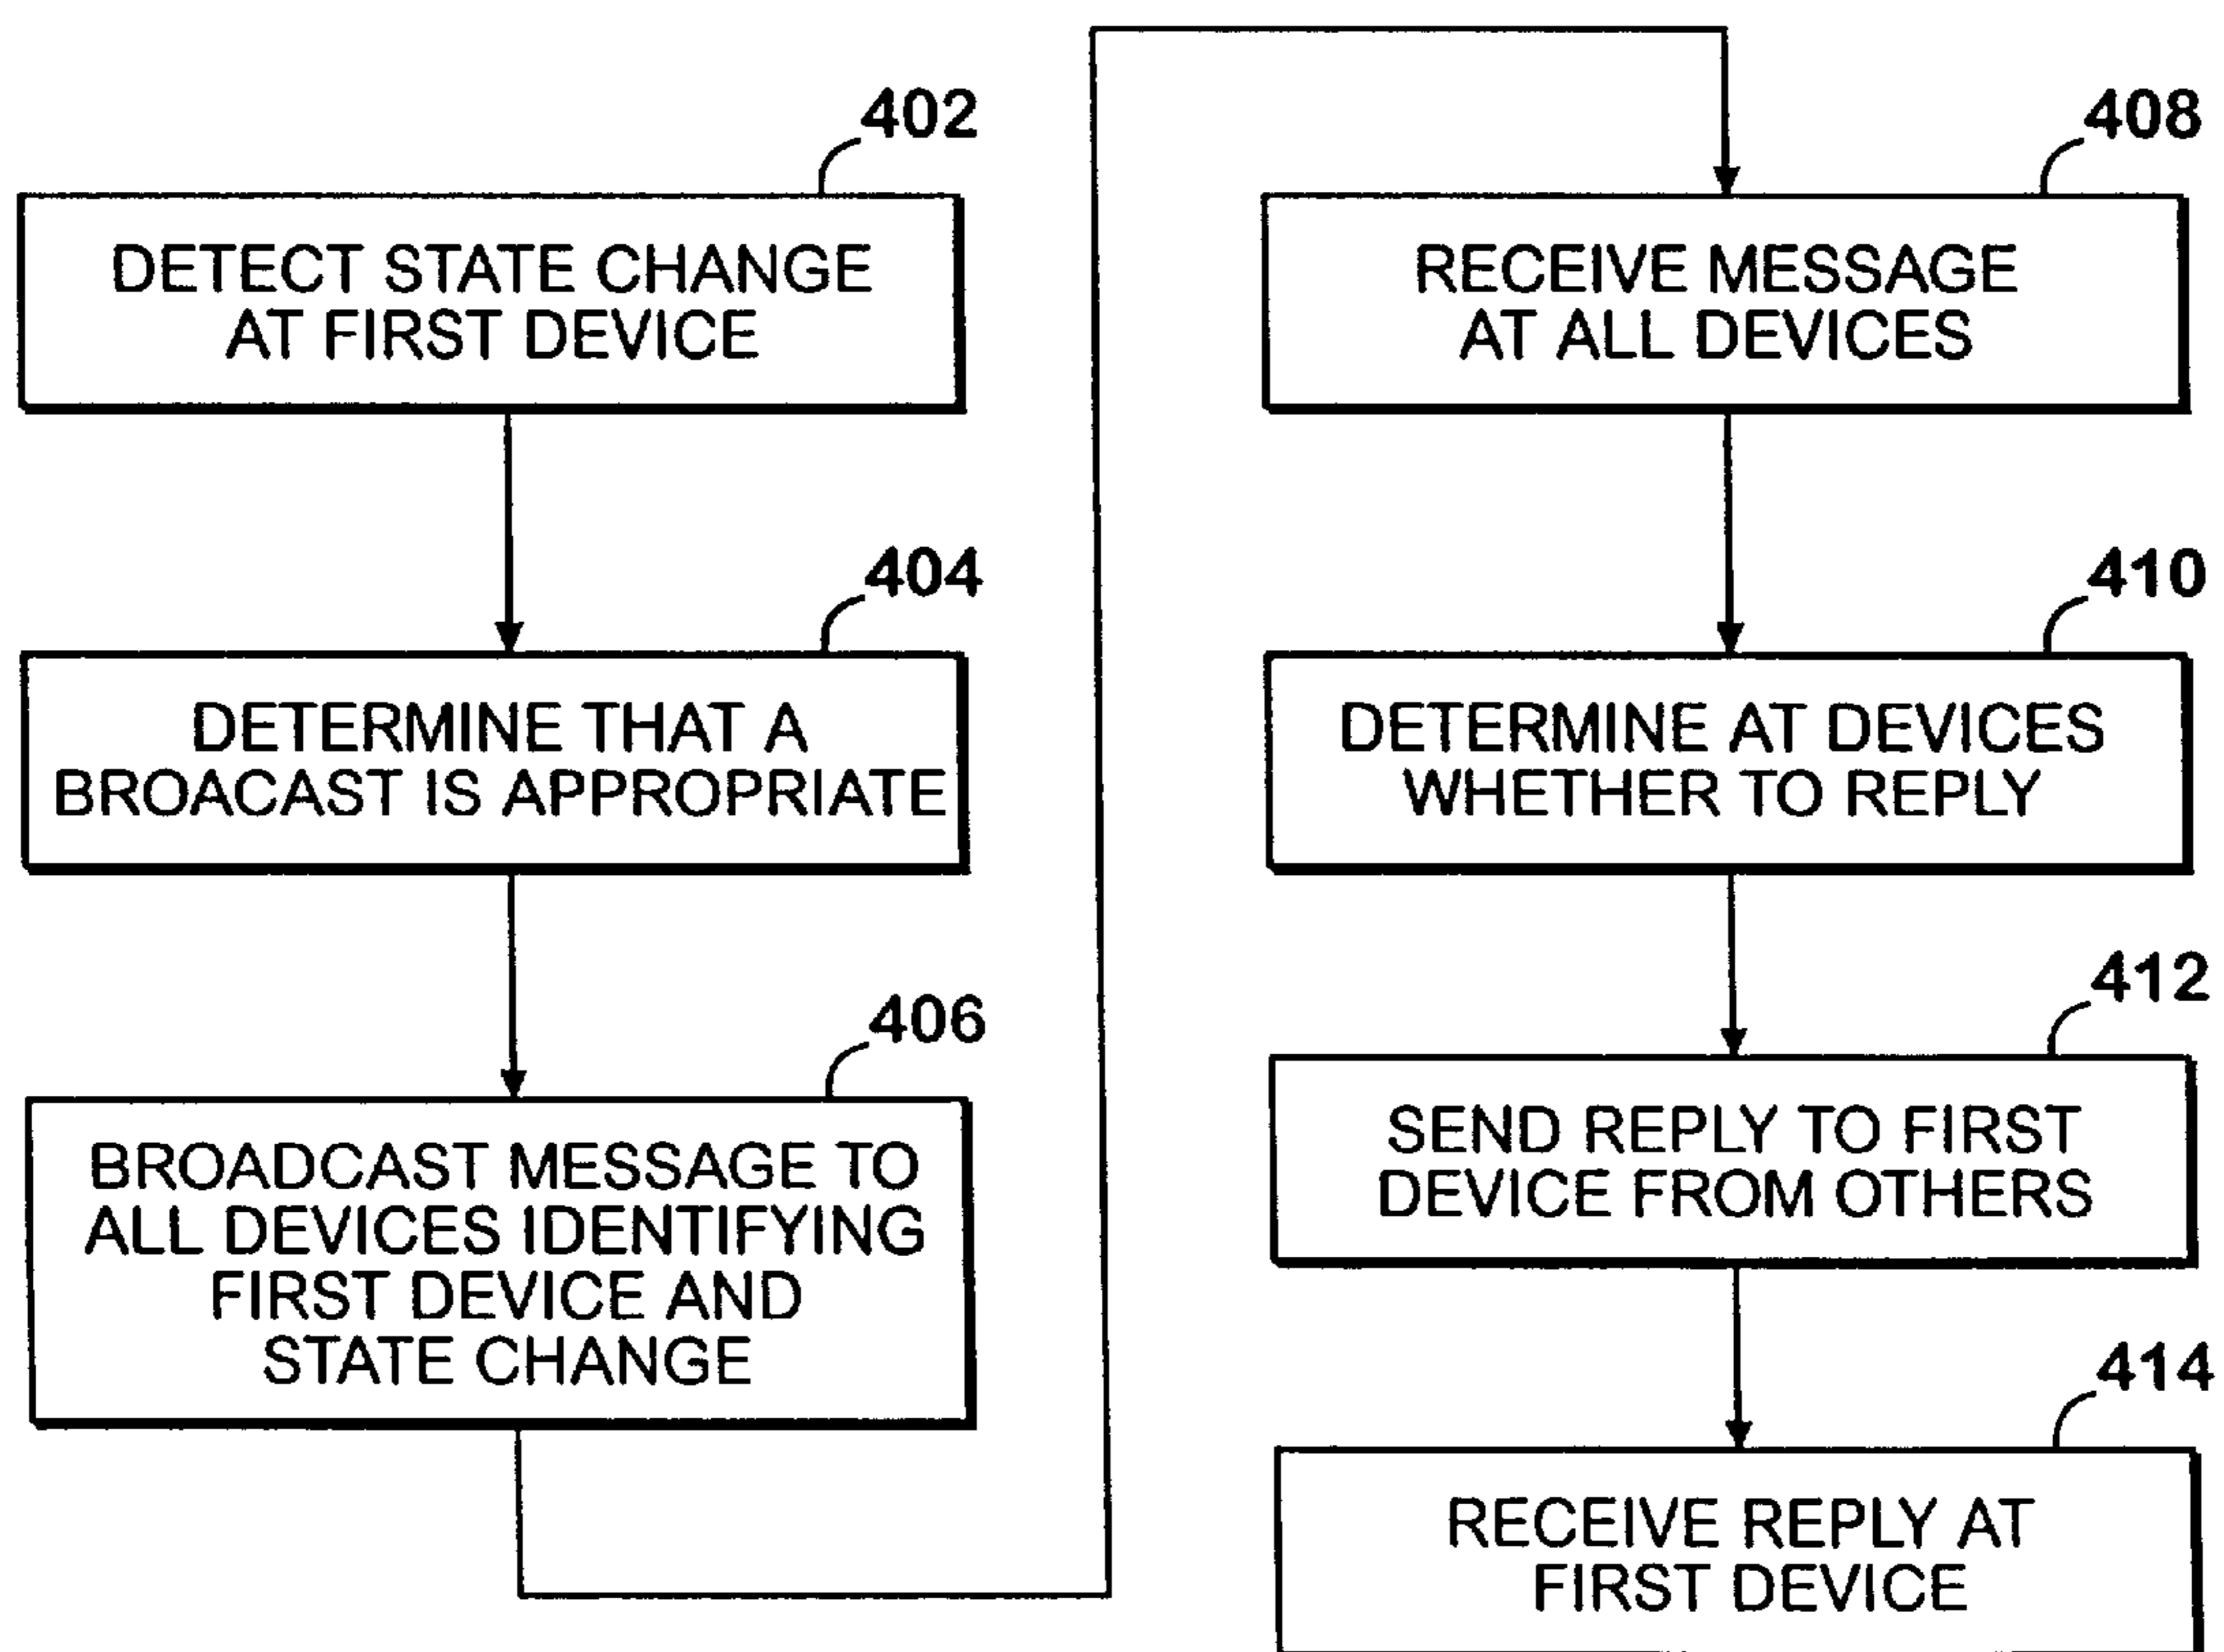 402
DETECT STATE CHANGE
AT FIRST DEVICE
404
DETERMINE THAT A
BROACAST IS APPROPRIATE
406
BROADCAST MESSAGE TO
ALL DEVICES IDENTIFYING
FIRST DEVICE AND
STATE CHANGE
408
RECEIVE MESSAGE
AT ALL DEVICES
410
DETERMINE AT DEVICES
WHETHER TO REPLY
412
SEND REPLY TO FIRST
DEVICE FROM OTHERS
414
RECEIVE REPLY AT
FIRST DEVICE